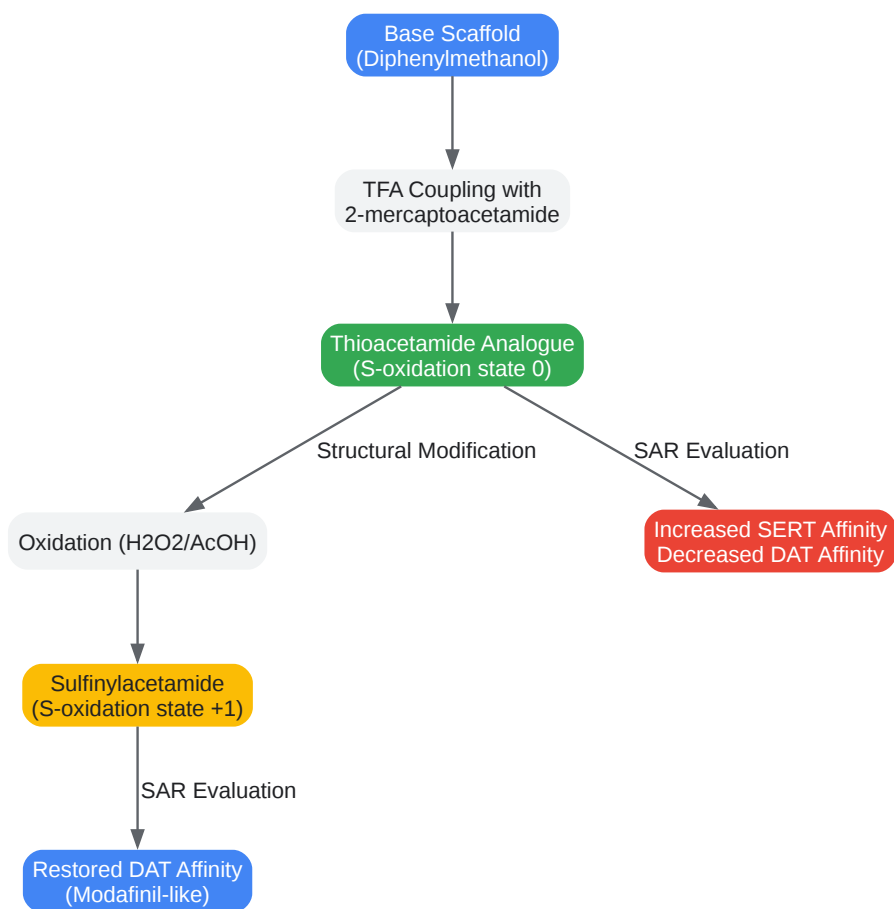 Base Scaffold
(Diphenylmethanol)
TFA Coupling with
2-mercaptoacetamide
Thioacetamide Analogue
(S-oxidation state 0)
Structural Modification
SAR Evaluation
Oxidation (H2O2/AcOH)
Increased SERT Affinity
Decreased DAT Affinity
Sulfinylacetamide
(S-oxidation state +1)
SAR Evaluation
Restored DAT Affinity
(Modafinil-like)